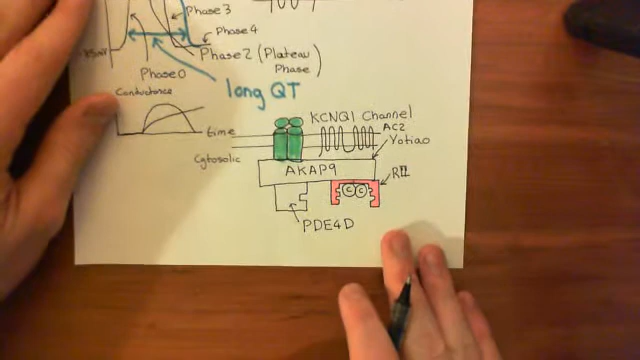 Phase 3
Phase 4
Phase 2 (Plateau Phase)
Phase 0
long QT
Conductance
time
KCNQ1 Channel
AC2
Yotiao
Cytosolic
AKAP9
RII
C C
PDE4D